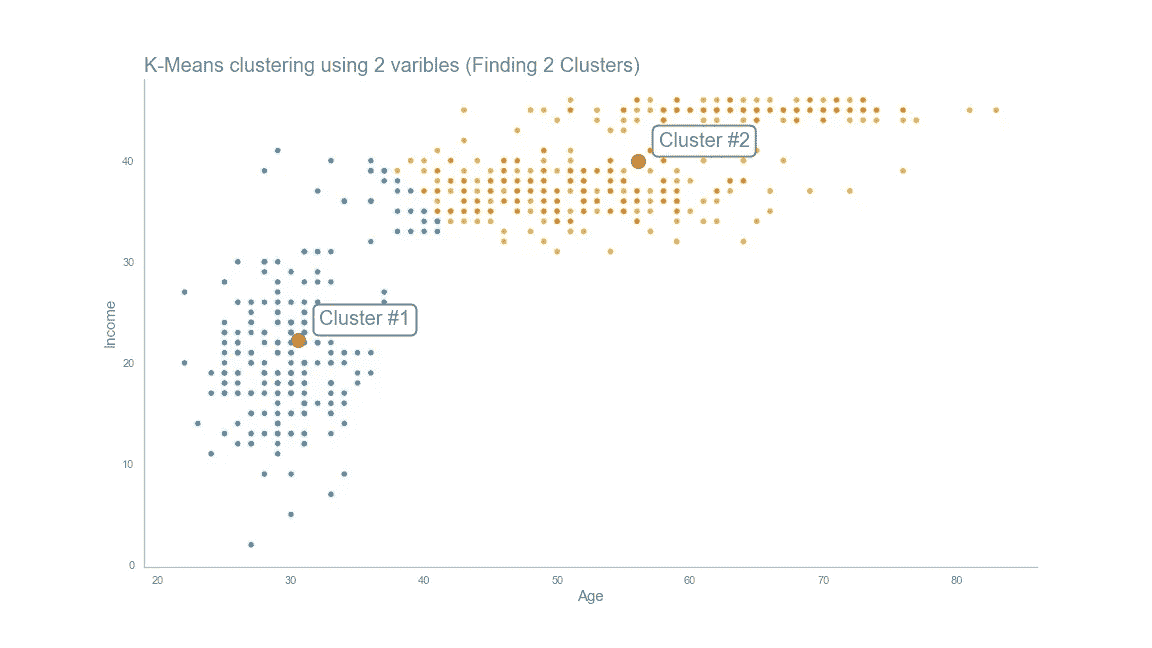 K-Means clustering using 2 varibles (Finding 2 Clusters)
Cluster #2
40
30
Cluster #1
Income
20
10
0
20 30 40 50 60 70 80
Age